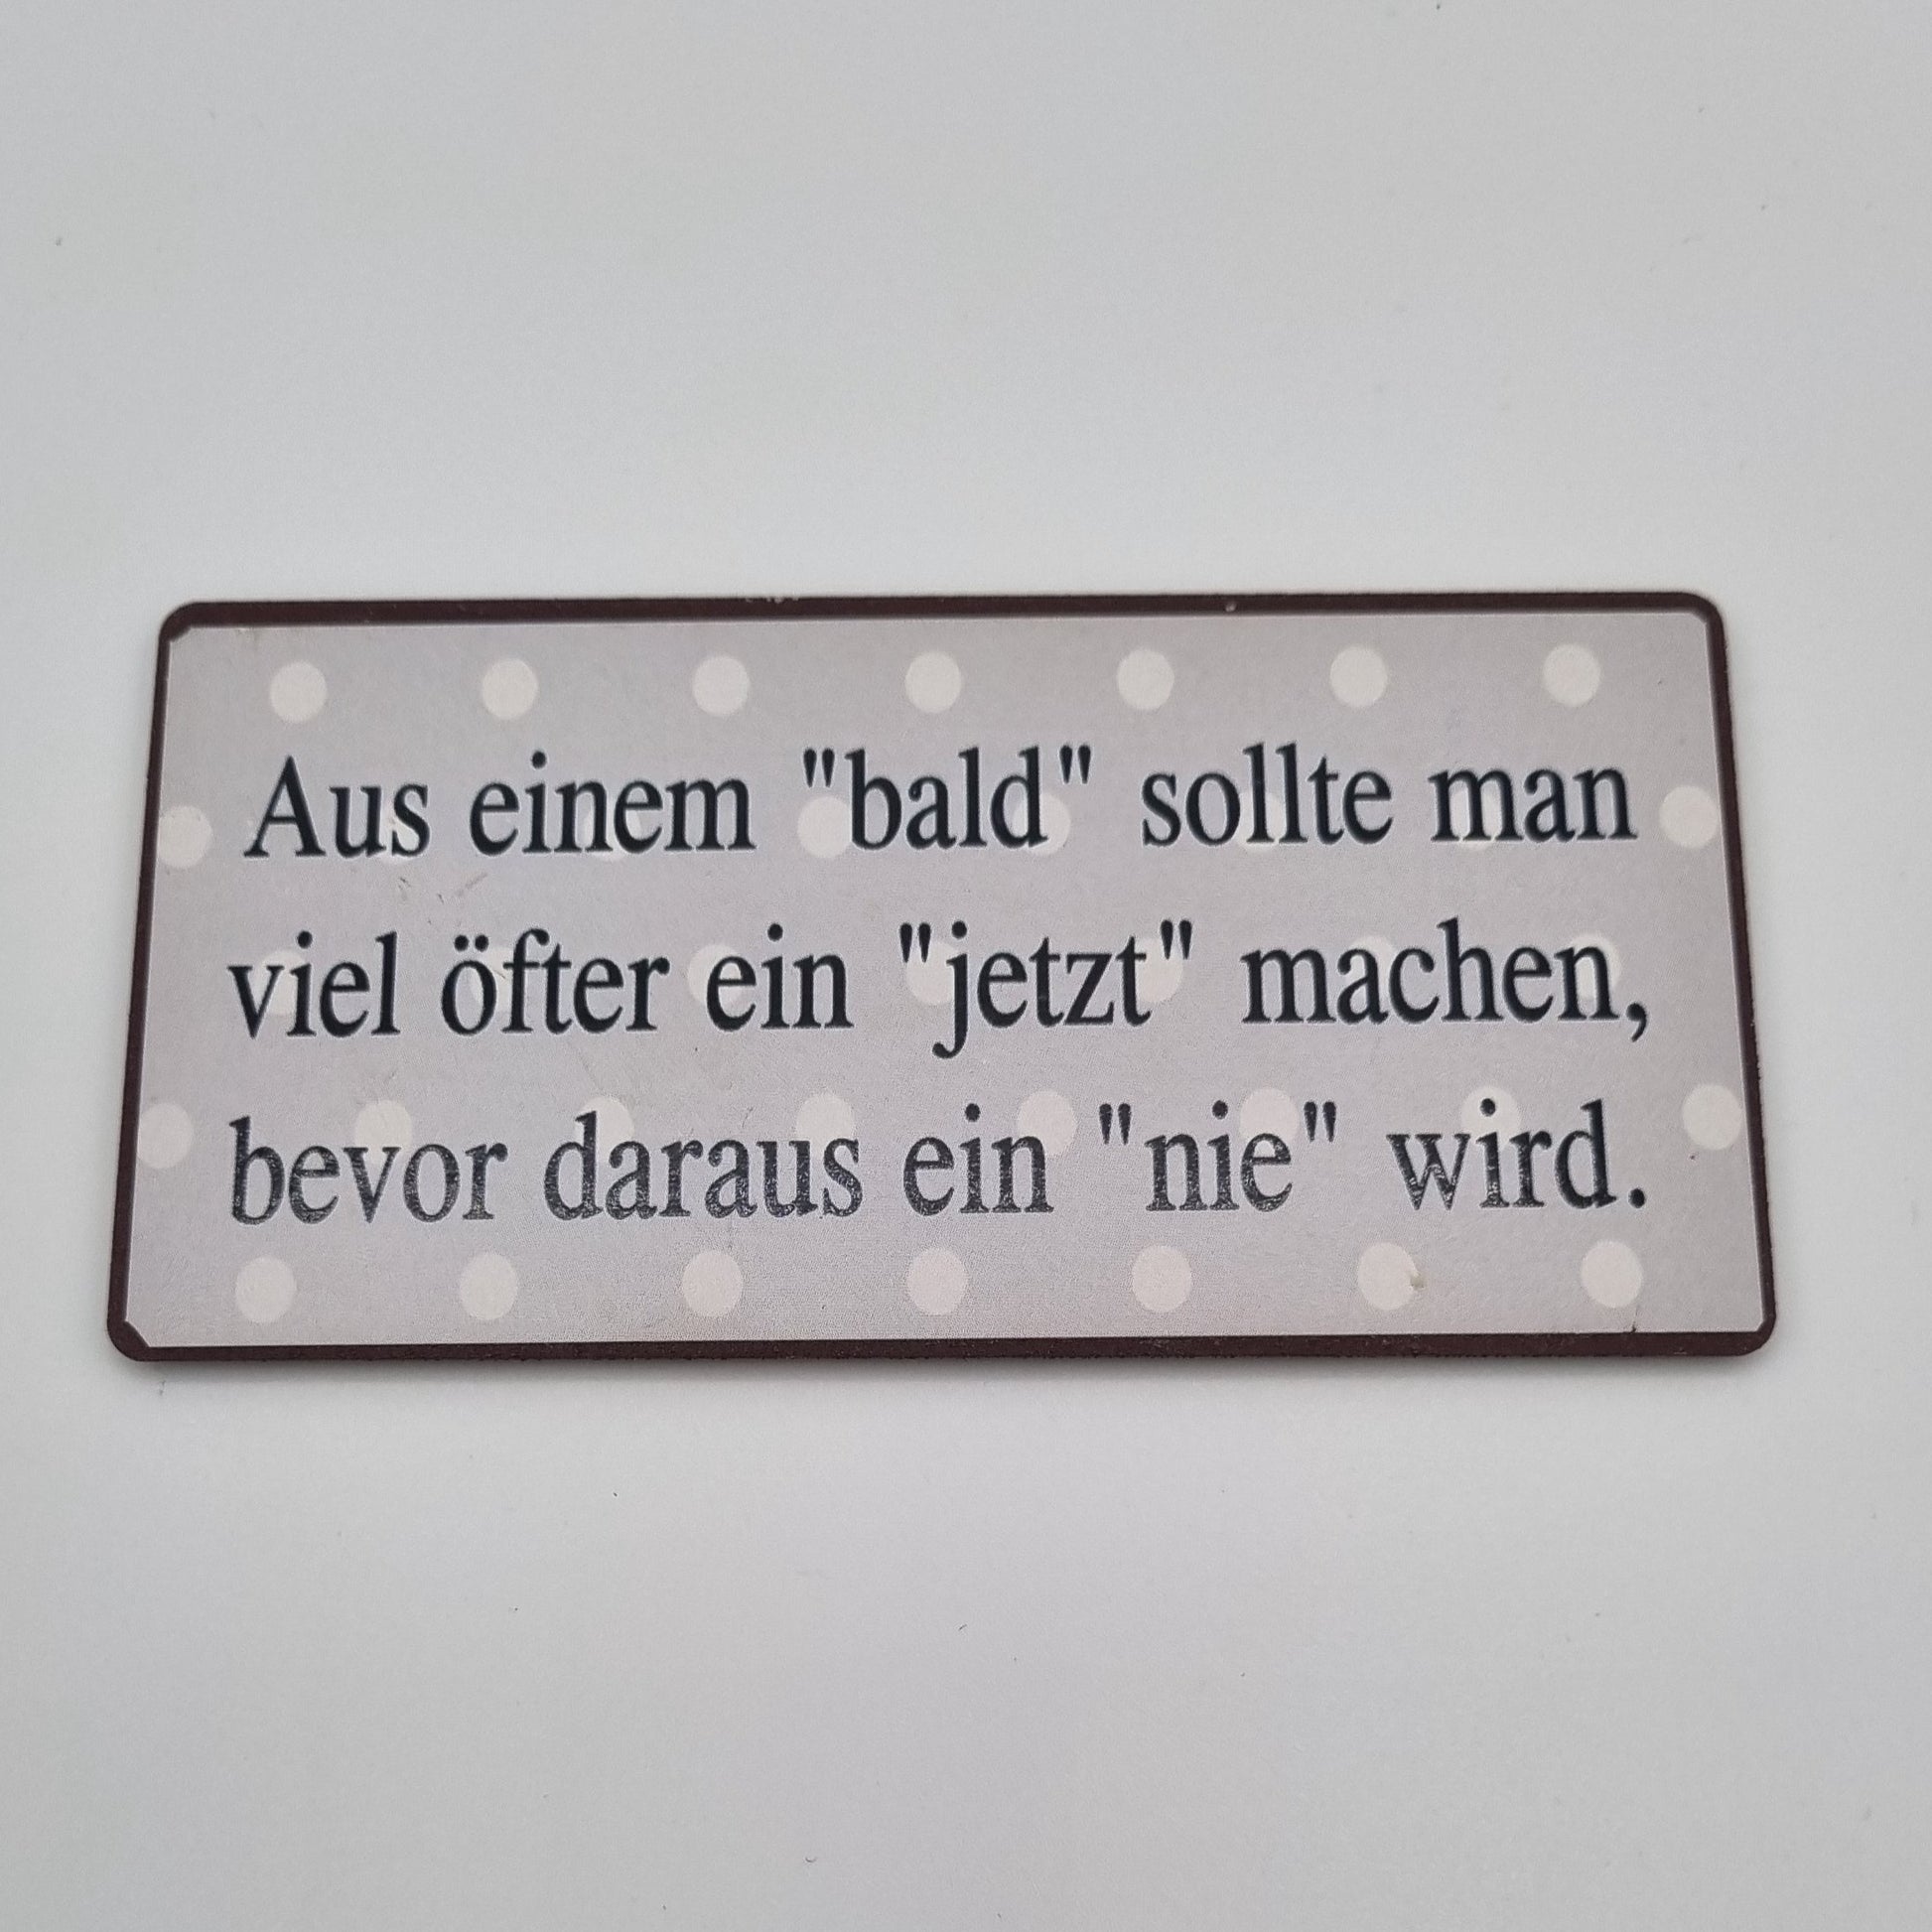 Aus einem "bald" sollte man
viel öfter ein "jetzt" machen,
bevor daraus ein "nie" wird.